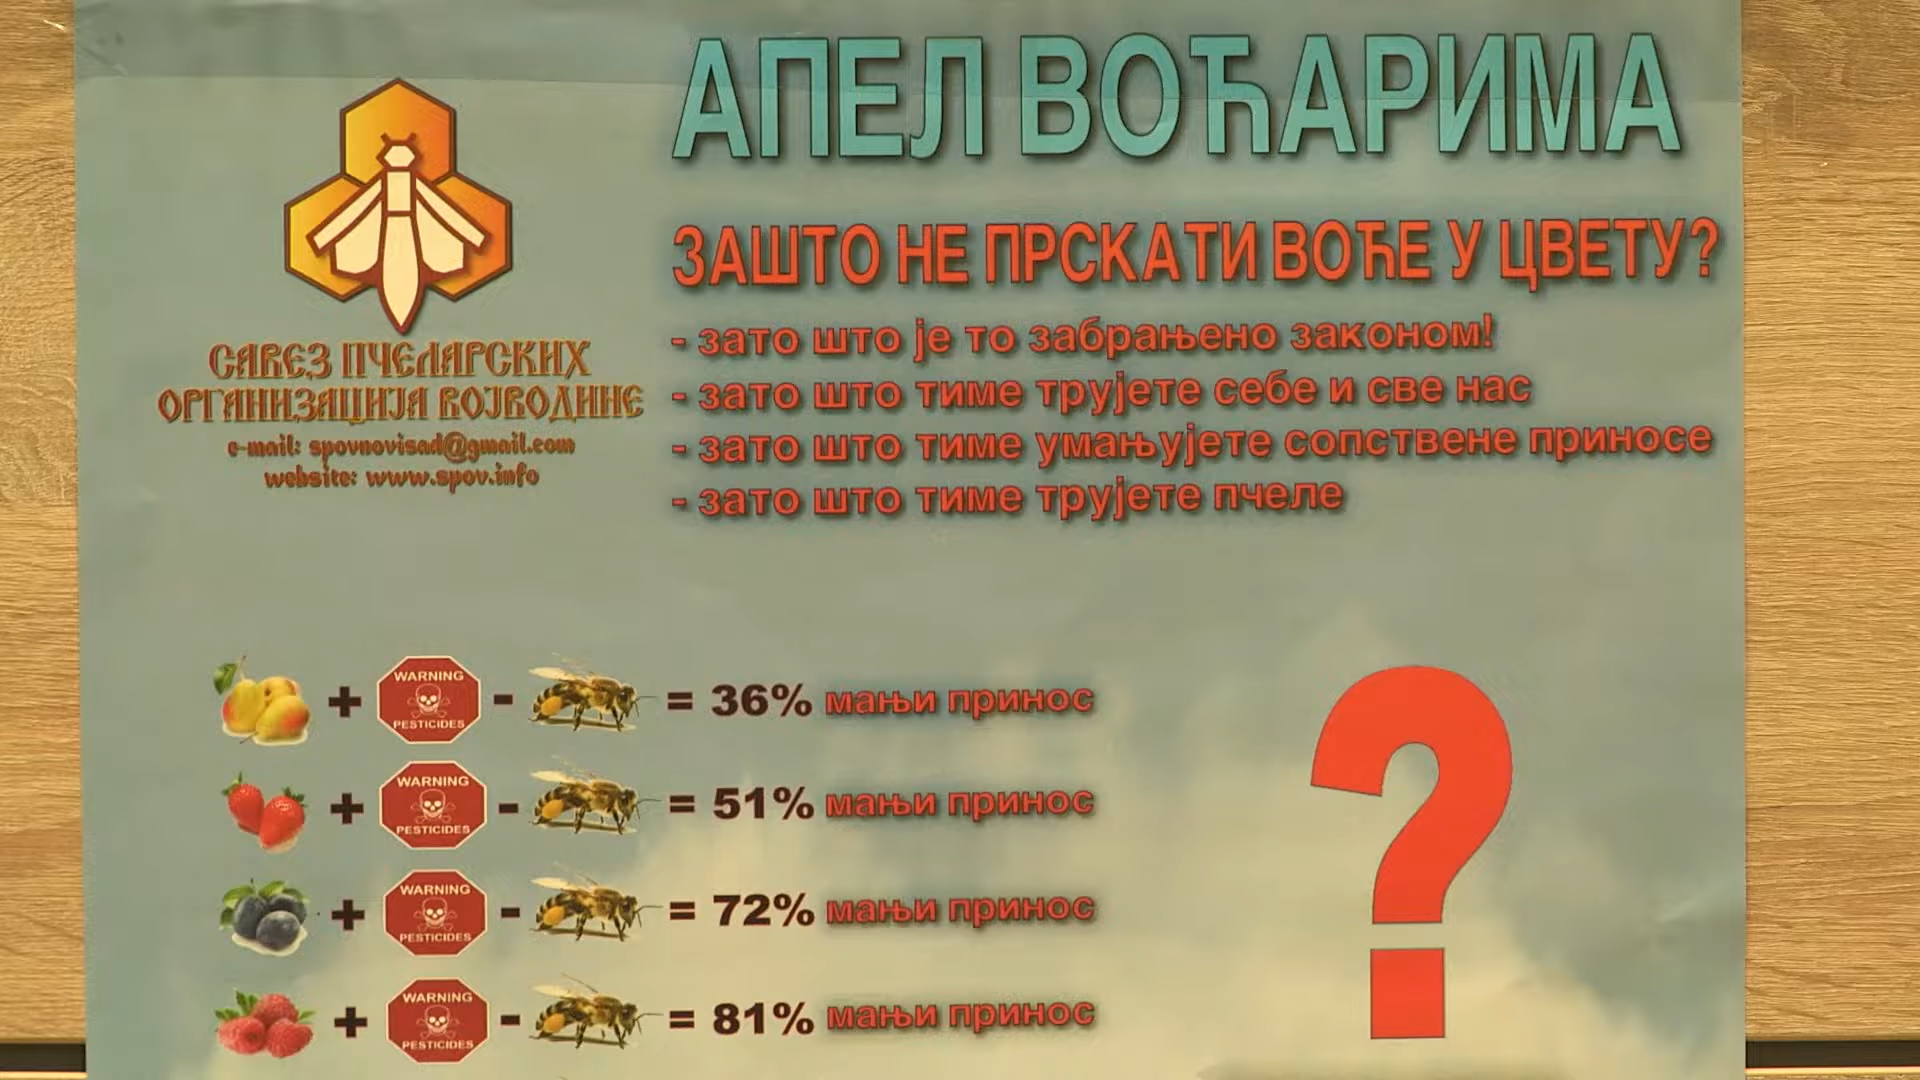 АПЕЛ ВОЋАРИМА
ЗАШТО НЕ ПРСКАТИ ВОЋЕ У ЦВЕТУ?
- зато што је то забрањено законом!
- зато што тиме трујете себе и све нас
- зато што тиме умањујете сопствене приносе
- зато што тиме трујете пчеле
САВЕЗ ПЧЕЛАРСКИХ
ОРГАНИЗАЦИЈА ВОЈВОДИНЕ
e-mail: spovnovisad@gmail.com
website: www.spov.info
+ WARNING PESTICIDES - = 36% мањи принос
+ WARNING PESTICIDES - = 51% мањи принос
+ WARNING PESTICIDES - = 72% мањи принос
+ WARNING PESTICIDES - = 81% мањи принос
?